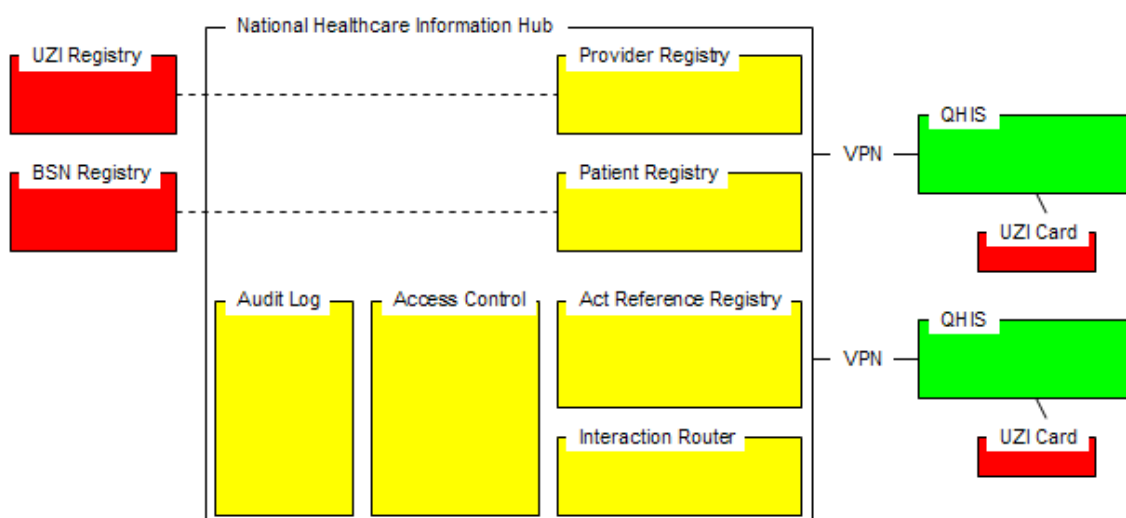 National Healthcare Information Hub
UZI Registry
Provider Registry
QHIS
VPN
BSN Registry
Patient Registry
UZI Card
Audit Log
Access Control
Act Reference Registry
QHIS
VPN
Interaction Router
UZI Card